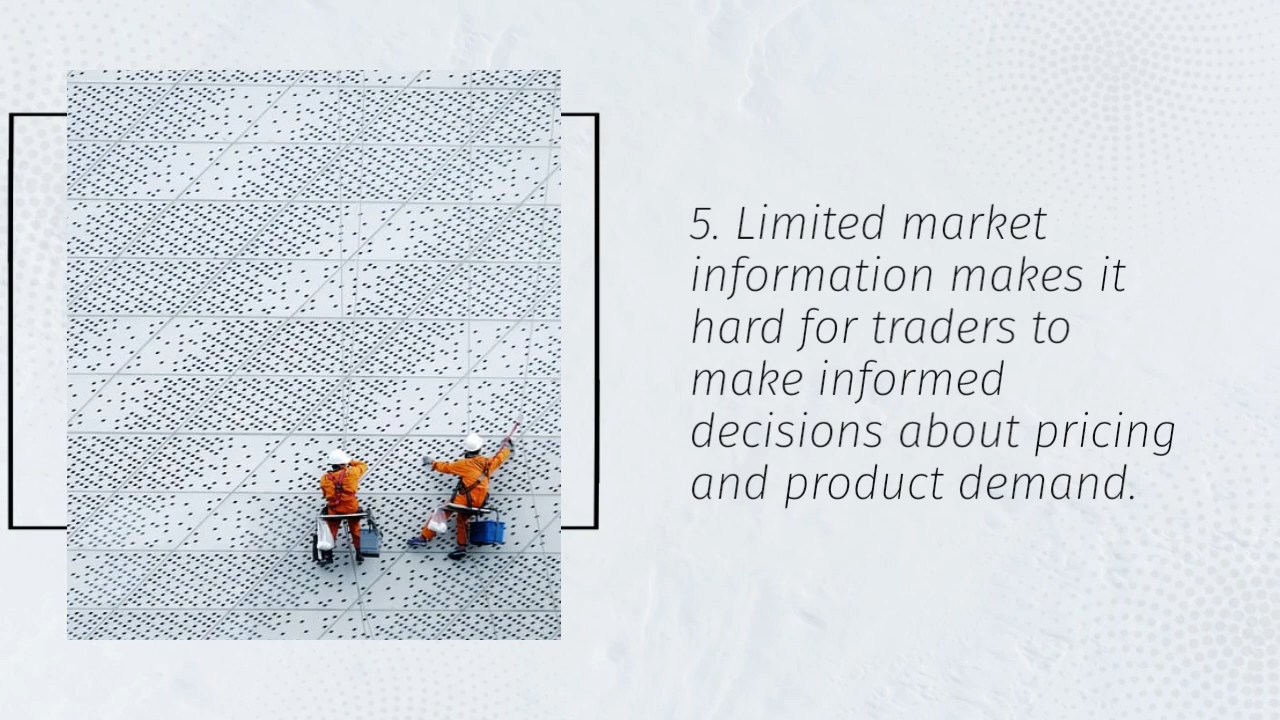 5. Limited market
information makes it
hard for traders to
make informed
decisions about pricing
and product demand.